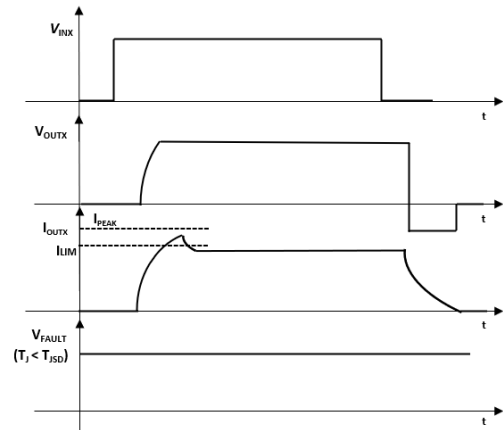 VINX
t
VOUTX
t
IPEAK
IOUTX
ILIM
t
VFAULT
(TJ < TJSD)
t